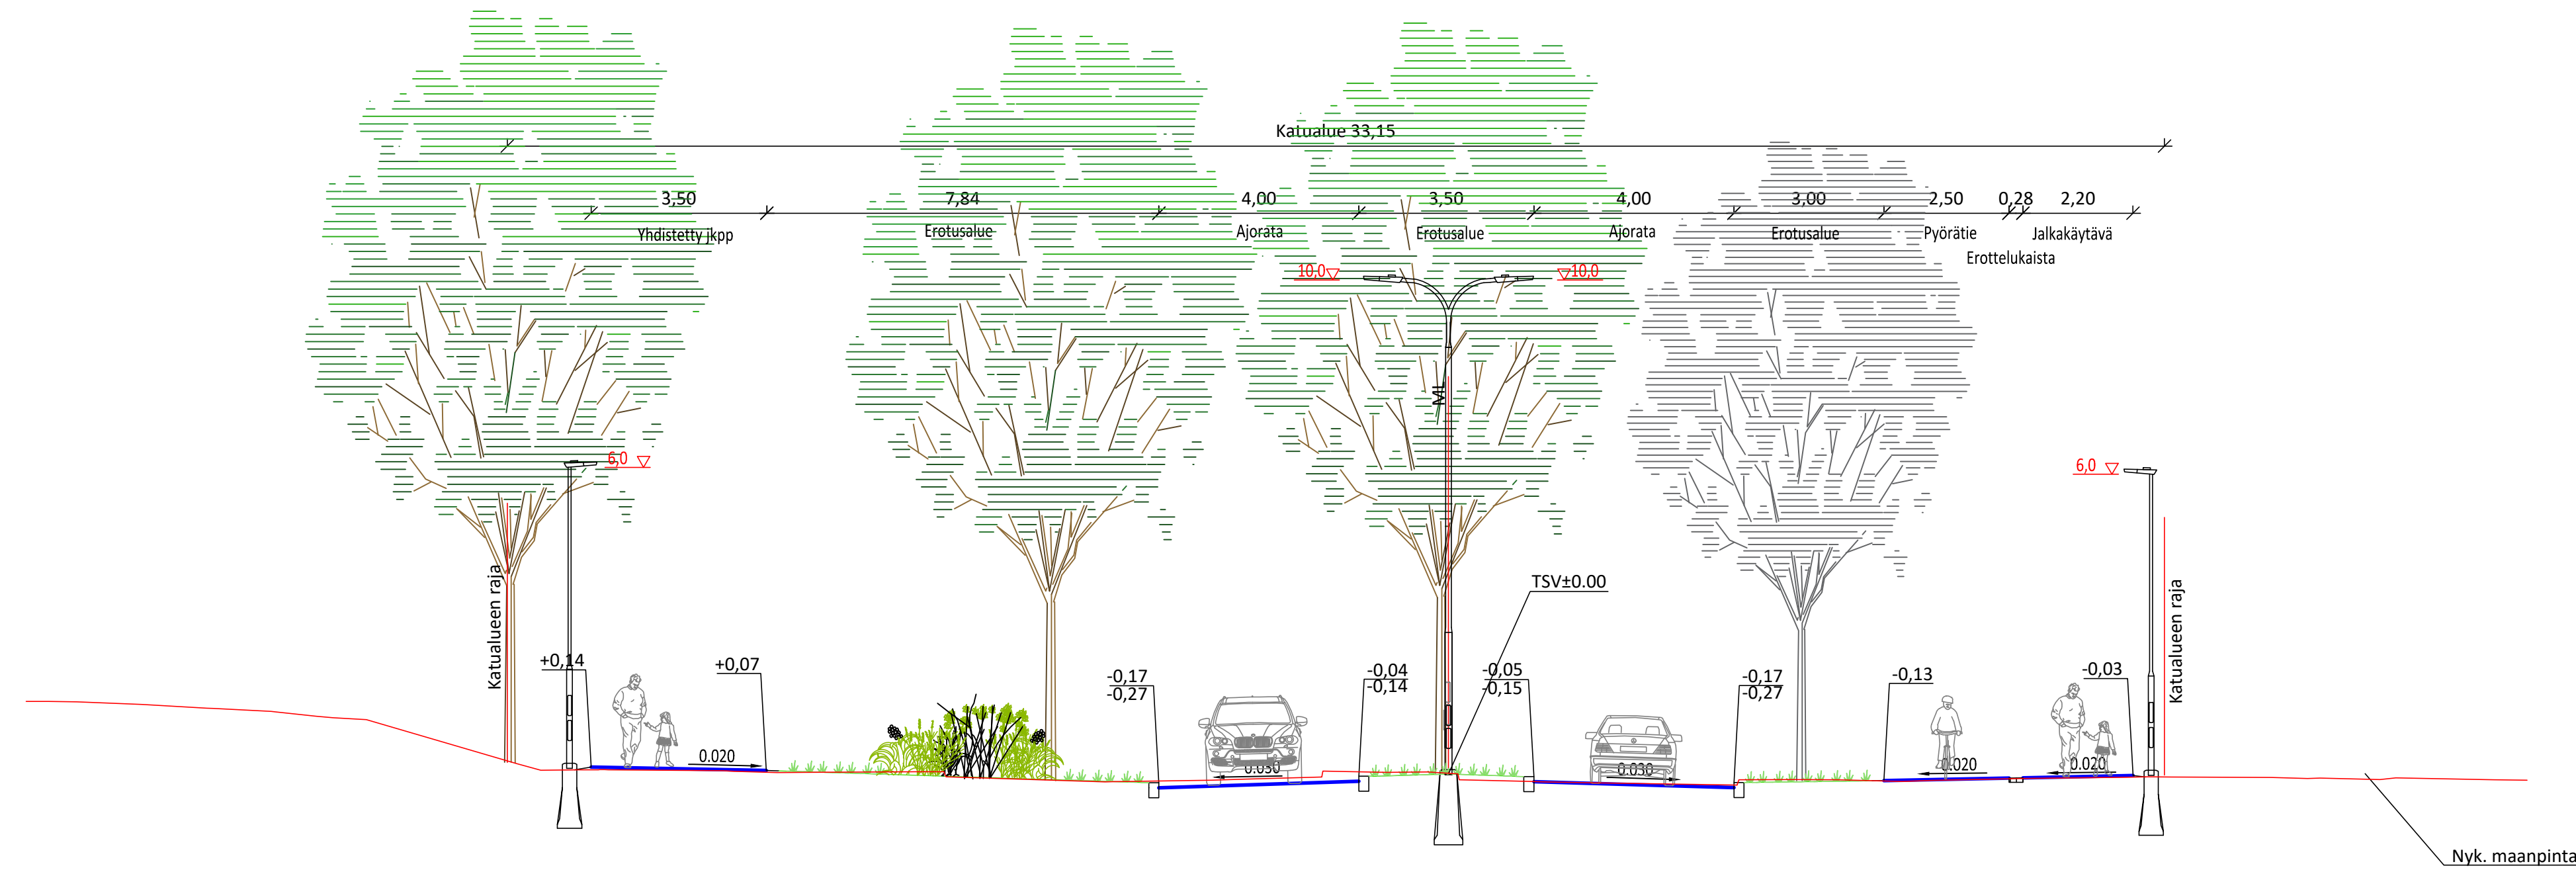 Katualue 33,15
3,50
7,84
4,00
3,50
4,00
3,00
2,50
0,28
2,20
Yhdistetty jkpp
Erotusalue
Ajorata
Erotusalue
Ajorata
Erotusalue
Pyörätie
Jalkakäytävä
Erottelukaista
10,0
10,0
ML
6,0
6,0
Katualueen raja
TSV±0.00
Katualueen raja
+0,14
+0,07
-0,17
-0,27
-0,04
-0,14
-0,05
-0,15
-0,17
-0,27
-0,13
-0,03
0.020
0.030
0.030
0.020
0.020
Nyk. maanpinta